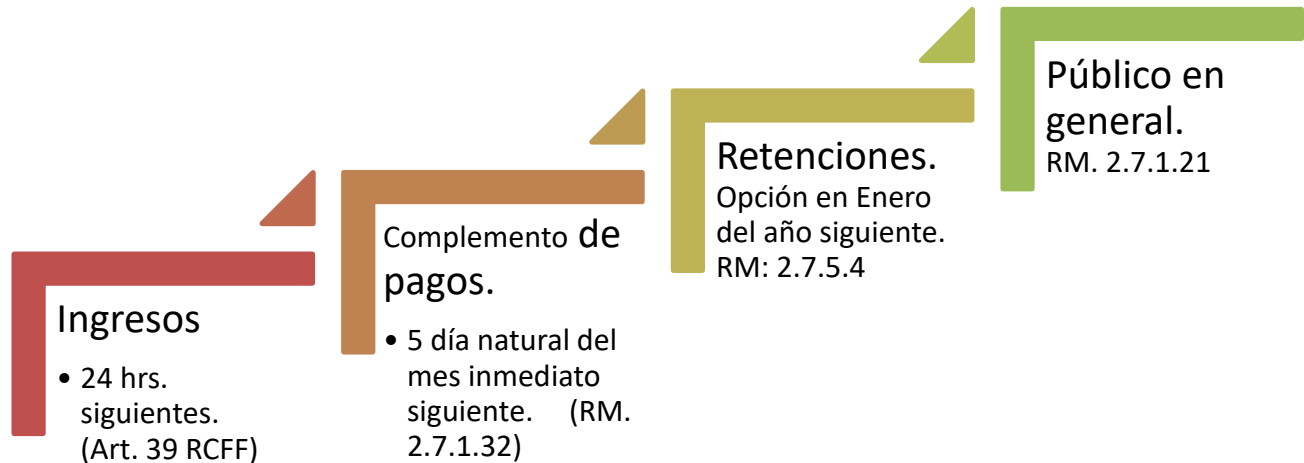 Ingresos
• 24 hrs.
siguientes.
(Art. 39 RCFF)
Complemento de
pagos.
• 5 día natural del
mes inmediato
siguiente. (RM.
2.7.1.32)
Retenciones.
Opción en Enero
del año siguiente.
RM: 2.7.5.4
Público en
general.
RM. 2.7.1.21